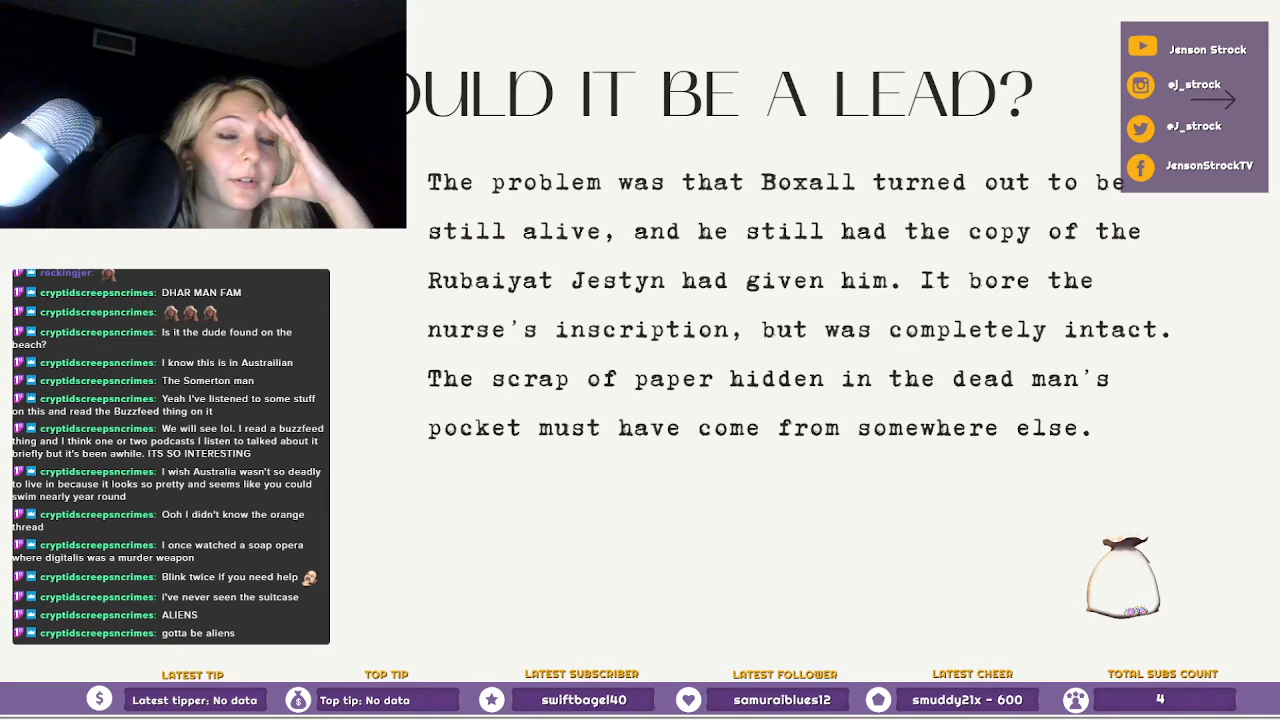 OULD IT BE A LEAD?
The problem was that Boxall turned out to be
still alive, and he still had the copy of the
Rubaiyat Jestyn had given him. It bore the
nurse's inscription, but was completely intact.
The scrap of paper hidden in the dead man's
pocket must have come from somewhere else.
Jenson Strock
@J_strock
@J_strock
JensonStrockTV
rockingjer:
cryptidscreepsncrimes: DHAR MAN FAM
cryptidscreepsncrimes:
cryptidscreepsncrimes: Is it the dude found on the
beach?
cryptidscreepsncrimes: I know this is in Austrailian
cryptidscreepsncrimes: The Somerton man
cryptidscreepsncrimes: Yeah I've listened to some stuff
on this and read the Buzzfeed thing on it
cryptidscreepsncrimes: We will see lol. I read a buzzfeed
thing and I think one or two podcasts I listen to talked about it
briefly but it's been awhile. ITS SO INTERESTING
cryptidscreepsncrimes: I wish Australia wasn't so deadly
to live in because it looks so pretty and seems like you could
swim nearly year round
cryptidscreepsncrimes: Ooh I didn't know the orange
thread
cryptidscreepsncrimes: I once watched a soap opera
where digitalis was a murder weapon
cryptidscreepsncrimes: Blink twice if you need help
cryptidscreepsncrimes: i've never seen the suitcase
cryptidscreepsncrimes: ALIENS
cryptidscreepsncrimes: gotta be aliens
LATEST TIP
Latest tipper: No data
TOP TIP
Top tip: No data
LATEST SUBSCRIBER
swiftbagel40
LATEST FOLLOWER
samuraiblues12
LATEST CHEER
smuddy21x - 600
TOTAL SUBS COUNT
4